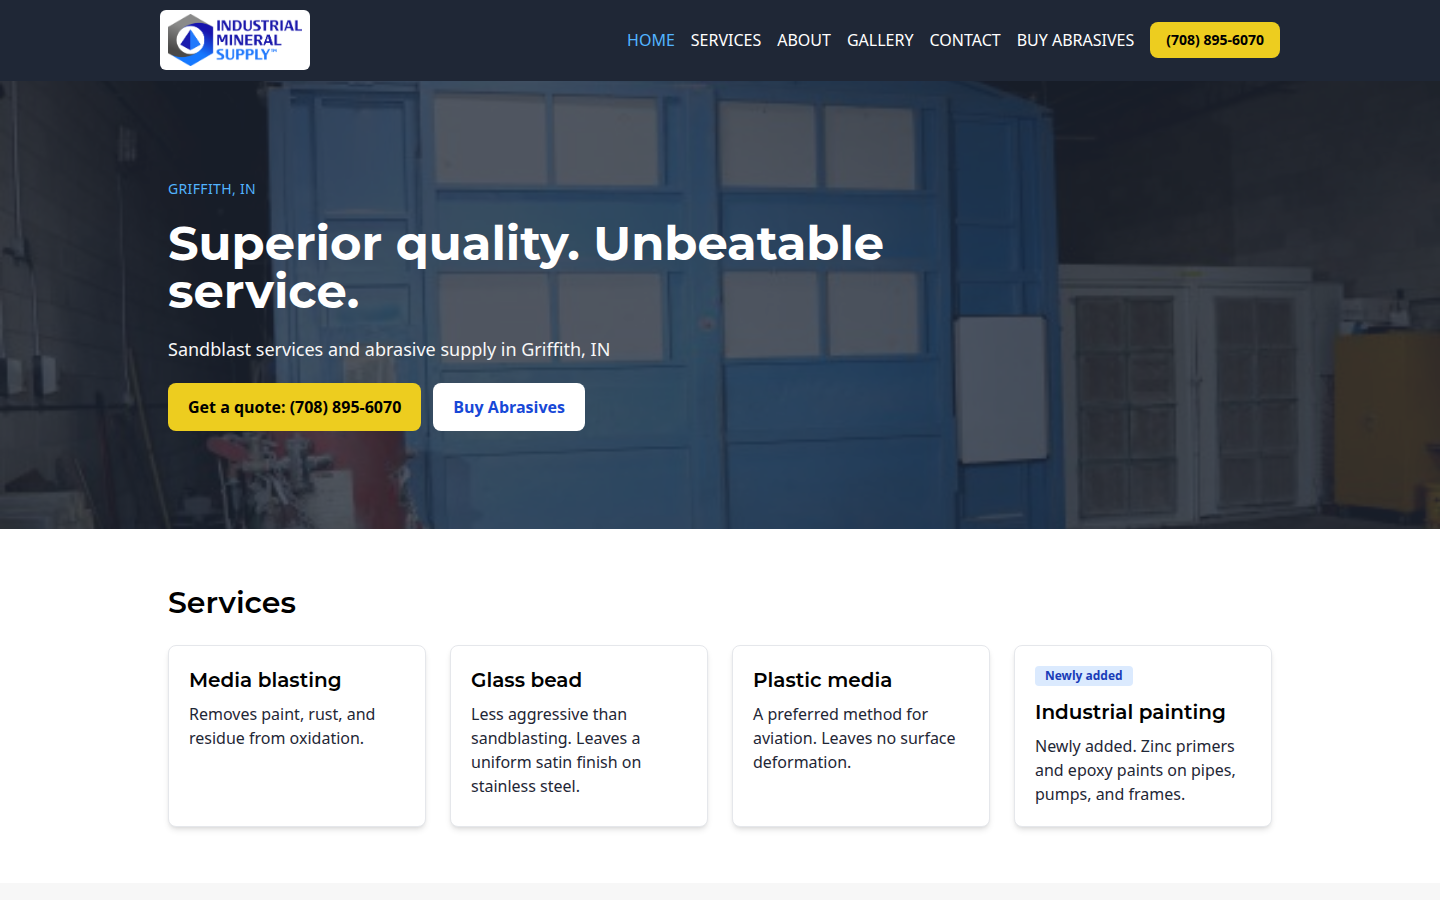 INDUSTRIAL
MINERAL
SUPPLY™
HOME SERVICES ABOUT GALLERY CONTACT BUY ABRASIVES (708) 895-6070
GRIFFITH, IN
Superior quality. Unbeatable
service.
Sandblast services and abrasive supply in Griffith, IN
Get a quote: (708) 895-6070 Buy Abrasives
Services
Media blasting
Removes paint, rust, and
residue from oxidation.
Glass bead
Less aggressive than
sandblasting. Leaves a
uniform satin finish on
stainless steel.
Plastic media
A preferred method for
aviation. Leaves no surface
deformation.
Newly added
Industrial painting
Newly added. Zinc primers
and epoxy paints on pipes,
pumps, and frames.